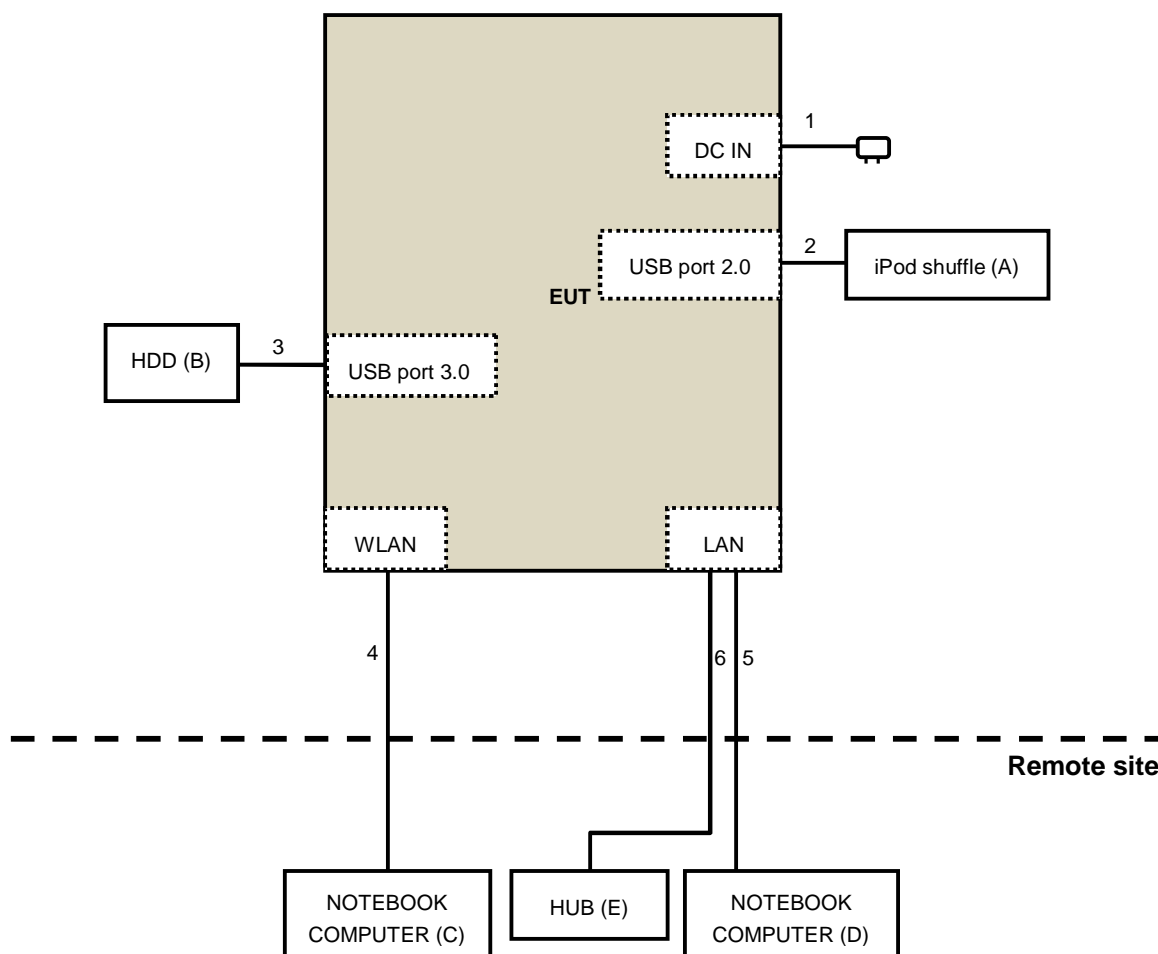 1
DC IN
2
USB port 2.0
iPod shuffle (A)
EUT
3
HDD (B)
USB port 3.0
WLAN
LAN
4
6
5
Remote site
NOTEBOOK
COMPUTER (C)
HUB (E)
NOTEBOOK
COMPUTER (D)